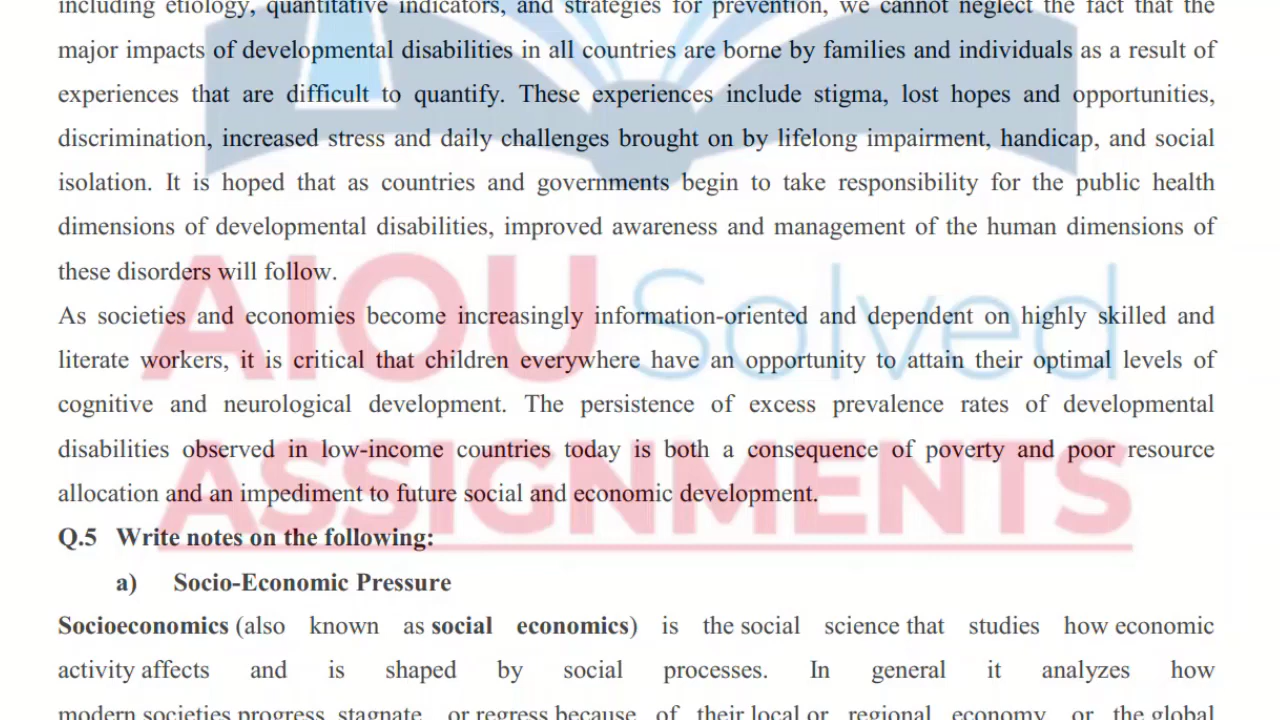 including etiology, quantitative indicators, and strategies for prevention, we cannot neglect the fact that the
major impacts of developmental disabilities in all countries are borne by families and individuals as a result of
experiences that are difficult to quantify. These experiences include stigma, lost hopes and opportunities,
discrimination, increased stress and daily challenges brought on by lifelong impairment, handicap, and social
isolation. It is hoped that as countries and governments begin to take responsibility for the public health
dimensions of developmental disabilities, improved awareness and management of the human dimensions of
these disorders will follow.
AIOU Solved
As societies and economies become increasingly information-oriented and dependent on highly skilled and
literate workers, it is critical that children everywhere have an opportunity to attain their optimal levels of
cognitive and neurological development. The persistence of excess prevalence rates of developmental
disabilities observed in low-income countries today is both a consequence of poverty and poor resource
ASSIGNMENTS
allocation and an impediment to future social and economic development.
Q.5 Write notes on the following:
a) Socio-Economic Pressure
Socioeconomics (also known as social economics) is the social science that studies how economic
activity affects and is shaped by social processes. In general it analyzes how
modern societies progress, stagnate, or regress because of their local or regional economy, or the global